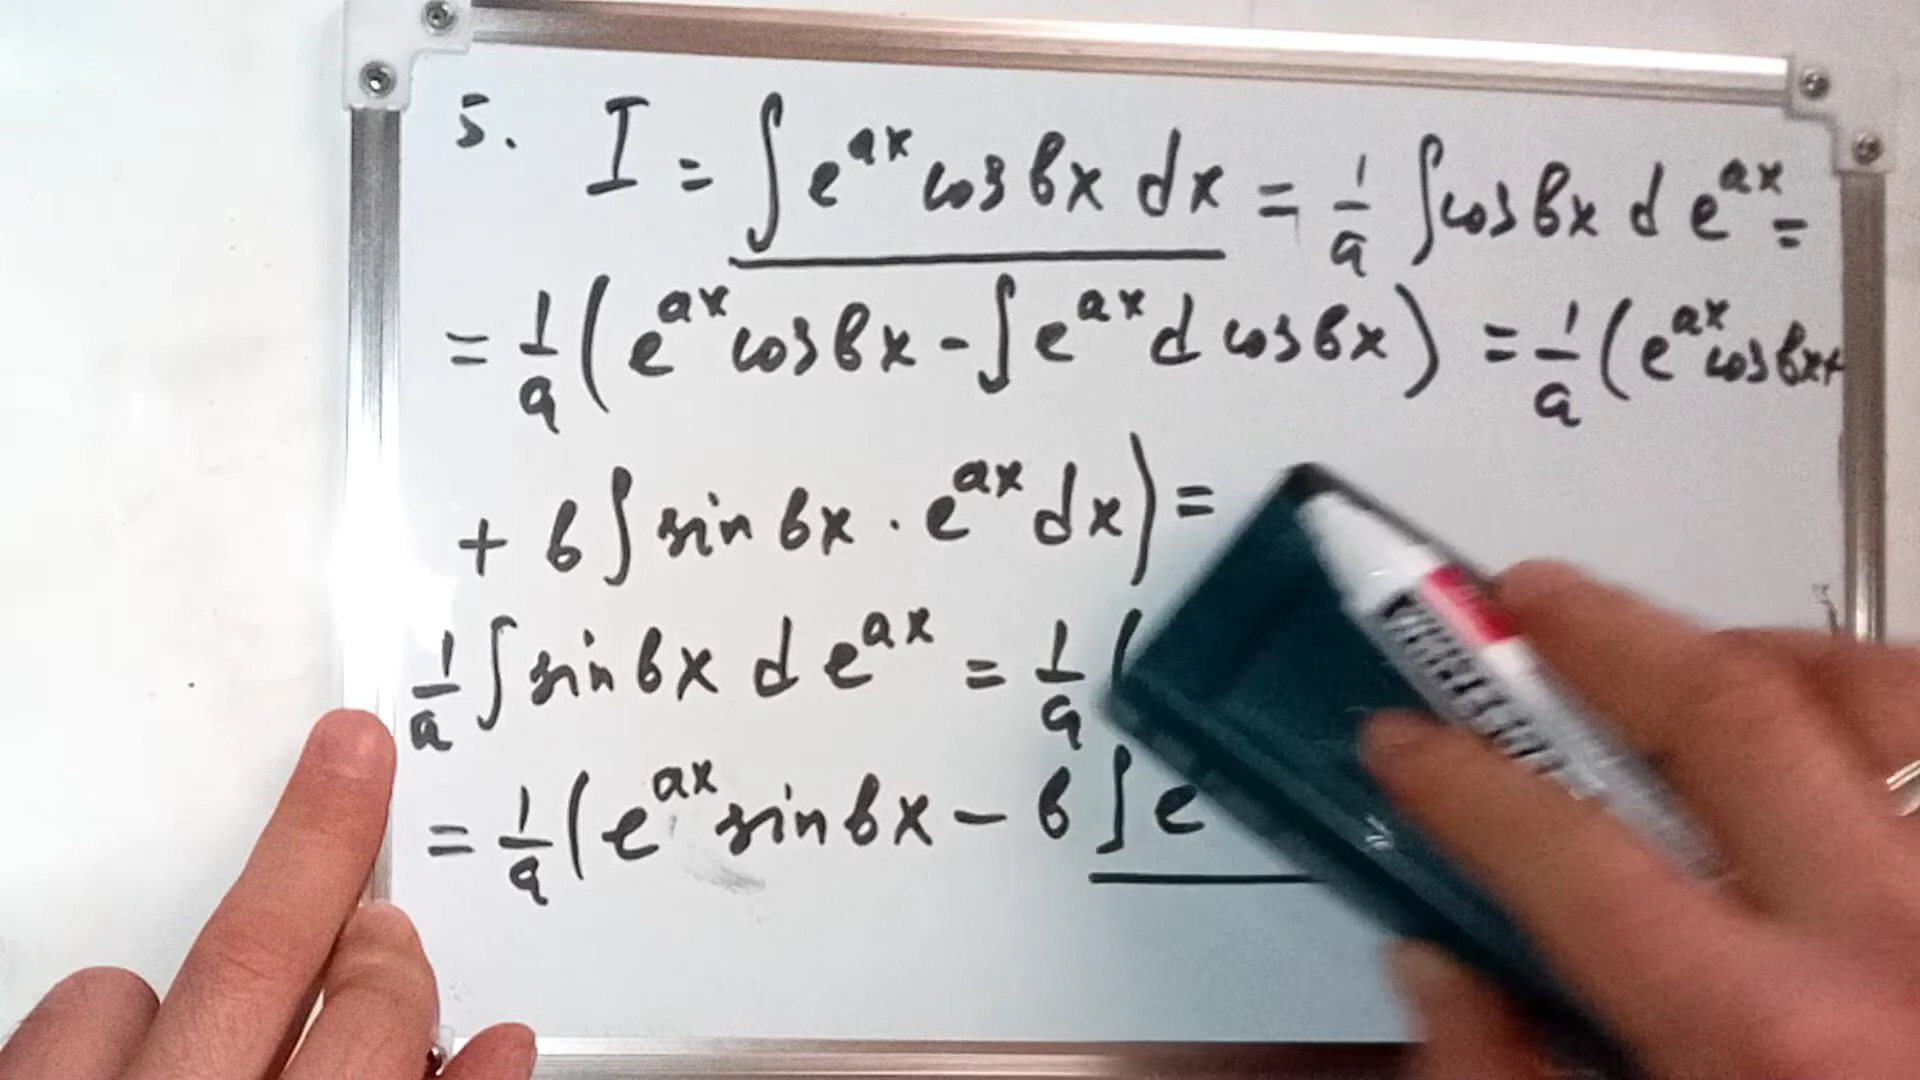 5. I = ∫ e^{ax} cos bx dx = 1/a ∫ cos bx d e^{ax} =
= 1/a ( e^{ax} cos bx - ∫ e^{ax} d cos bx ) = 1/a ( e^{ax} cos bx +
+ b ∫ sin bx · e^{ax} dx ) =
1/a ∫ sin bx d e^{ax} = 1/a (
= 1/a ( e^{ax} sin bx - b ∫ e